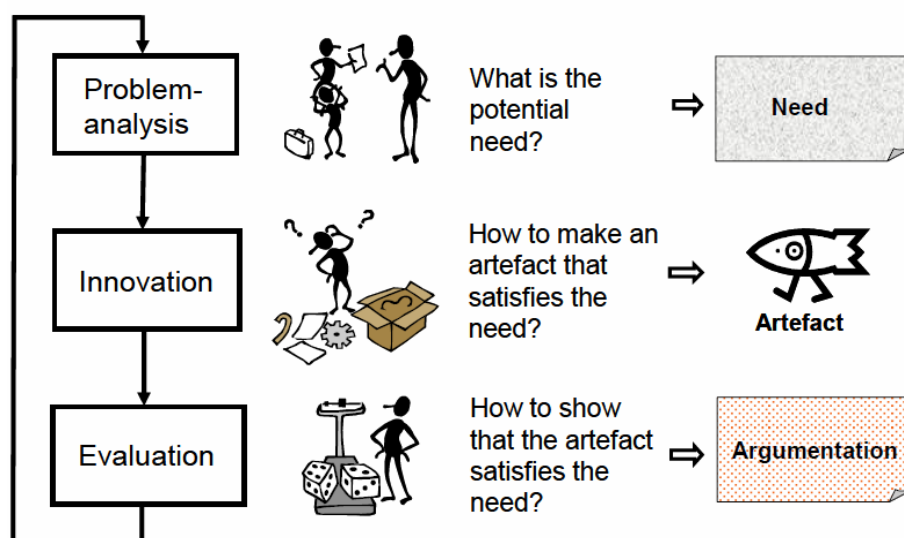 Problem-
analysis
What is the
potential
need?
Need
? ?
Innovation
How to make an
artefact that
satisfies the
need?
Artefact
Evaluation
How to show
that the artefact
satisfies the
need?
Argumentation